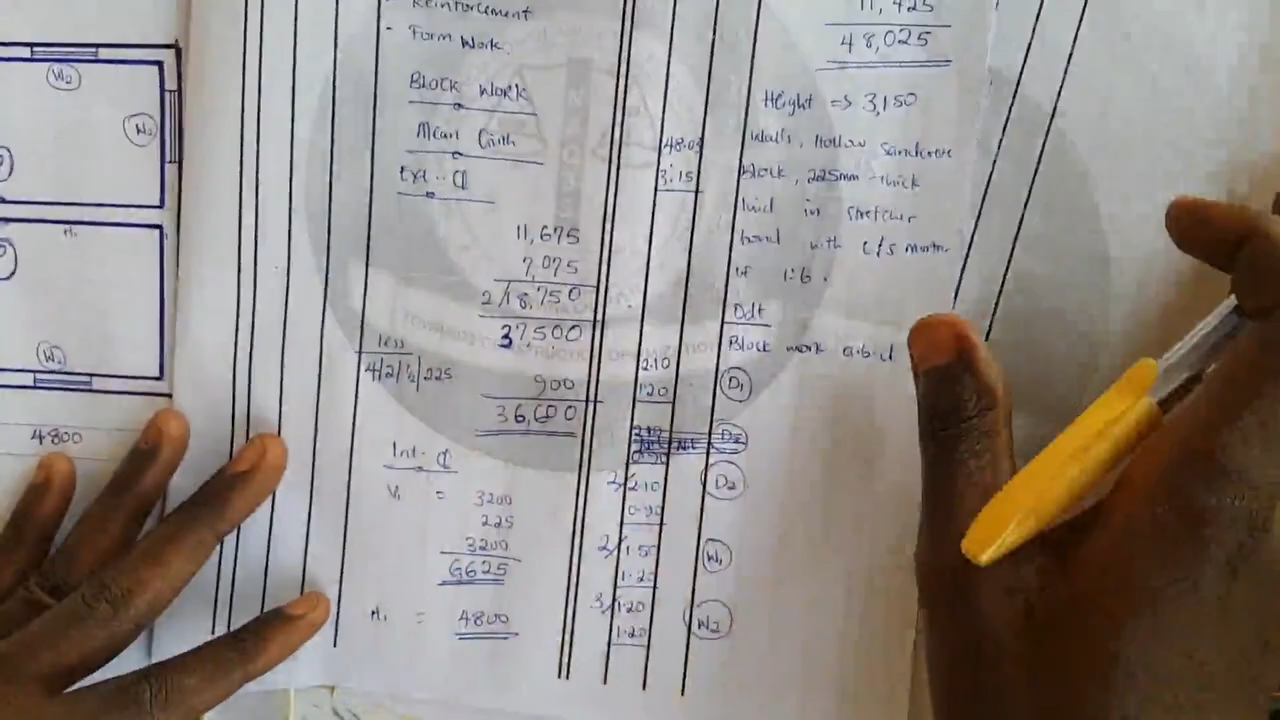 W2
W2
H1
W2
4800
- Reinforcement
- Form Work.
BLOCK WORK
Mean Girth
Ext. ℄
11,675
7,075
2/18,750
37,500
less
4/2/½/225
900
36,600
Int. ℄
V1 = 3200
225
3200
6625
H1 = 4800
11,425
48,025
Height => 3,150
48.03
3.15
Walls, Hollow Sandcrete
Block, 225mm thick
laid in stretcher
bond with C/S mortar
of 1:6.
Ddt
Block work a.b.d
2.10
1.20
D1
D2
3/2.10
0.90
D2
2/1.50
1.20
W1
3/1.20
1.20
W2